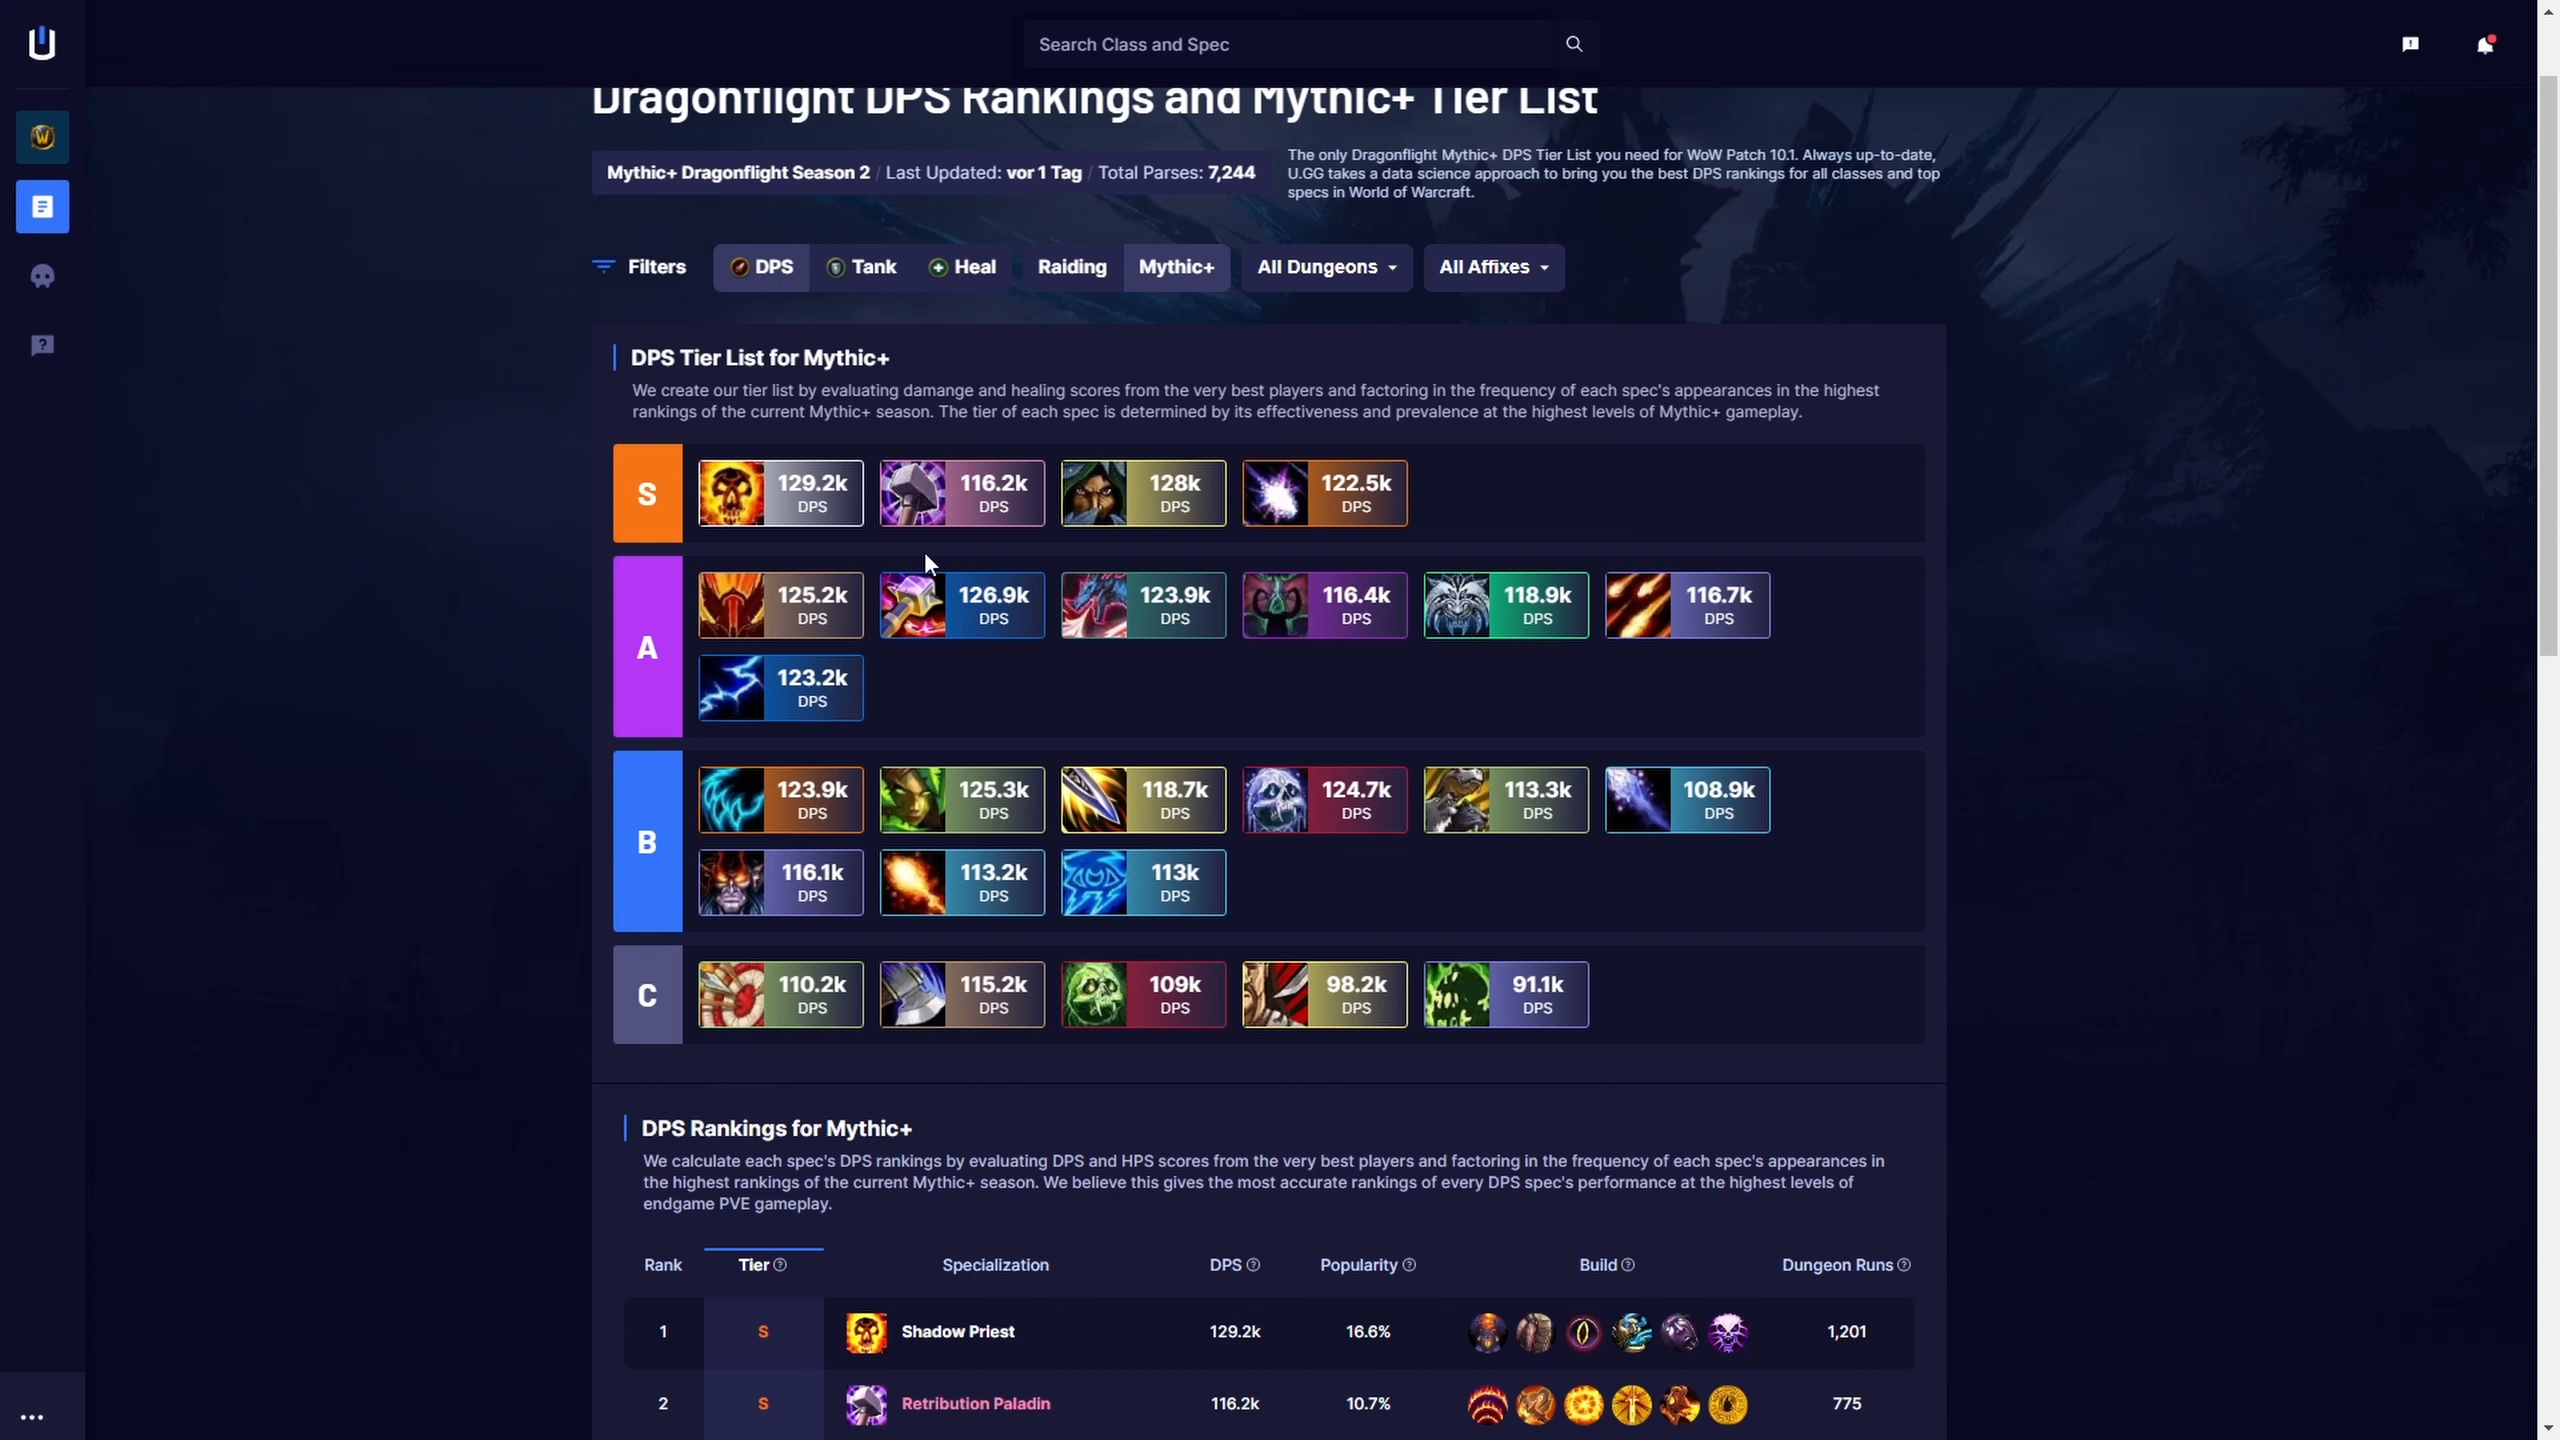 Search Class and Spec
Dragonflight DPS Rankings and Mythic+ Tier List
Mythic+ Dragonflight Season 2 / Last Updated: vor 1 Tag / Total Parses: 7,244
The only Dragonflight Mythic+ DPS Tier List you need for WoW Patch 10.1. Always up-to-date,
U.GG takes a data science approach to bring you the best DPS rankings for all classes and top
specs in World of Warcraft.
Filters DPS Tank Heal Raiding Mythic+ All Dungeons All Affixes
DPS Tier List for Mythic+
We create our tier list by evaluating damange and healing scores from the very best players and factoring in the frequency of each spec's appearances in the highest
rankings of the current Mythic+ season. The tier of each spec is determined by its effectiveness and prevalence at the highest levels of Mythic+ gameplay.
S
129.2k 116.2k 128k 122.5k
DPS DPS DPS DPS
A
125.2k 126.9k 123.9k 116.4k 118.9k 116.7k
DPS DPS DPS DPS DPS DPS
123.2k
DPS
B
123.9k 125.3k 118.7k 124.7k 113.3k 108.9k
DPS DPS DPS DPS DPS DPS
116.1k 113.2k 113k
DPS DPS DPS
C
110.2k 115.2k 109k 98.2k 91.1k
DPS DPS DPS DPS DPS
DPS Rankings for Mythic+
We calculate each spec's DPS rankings by evaluating DPS and HPS scores from the very best players and factoring in the frequency of each spec's appearances in
the highest rankings of the current Mythic+ season. We believe this gives the most accurate rankings of every DPS spec's performance at the highest levels of
endgame PVE gameplay.
Rank Tier Specialization DPS Popularity Build Dungeon Runs
1 S Shadow Priest 129.2k 16.6% 1,201
2 S Retribution Paladin 116.2k 10.7% 775